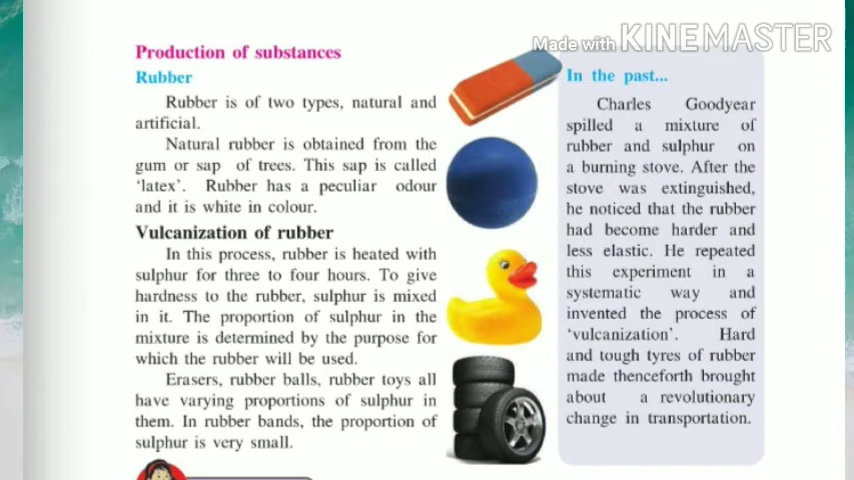 Made with KINEMASTER
Production of substances
Rubber
Rubber is of two types, natural and
artificial.
Natural rubber is obtained from the
gum or sap of trees. This sap is called
‘latex’. Rubber has a peculiar odour
and it is white in colour.
Vulcanization of rubber
In this process, rubber is heated with
sulphur for three to four hours. To give
hardness to the rubber, sulphur is mixed
in it. The proportion of sulphur in the
mixture is determined by the purpose for
which the rubber will be used.
Erasers, rubber balls, rubber toys all
have varying proportions of sulphur in
them. In rubber bands, the proportion of
sulphur is very small.
In the past...
Charles Goodyear
spilled a mixture of
rubber and sulphur on
a burning stove. After the
stove was extinguished,
he noticed that the rubber
had become harder and
less elastic. He repeated
this experiment in a
systematic way and
invented the process of
‘vulcanization’. Hard
and tough tyres of rubber
made thenceforth brought
about a revolutionary
change in transportation.